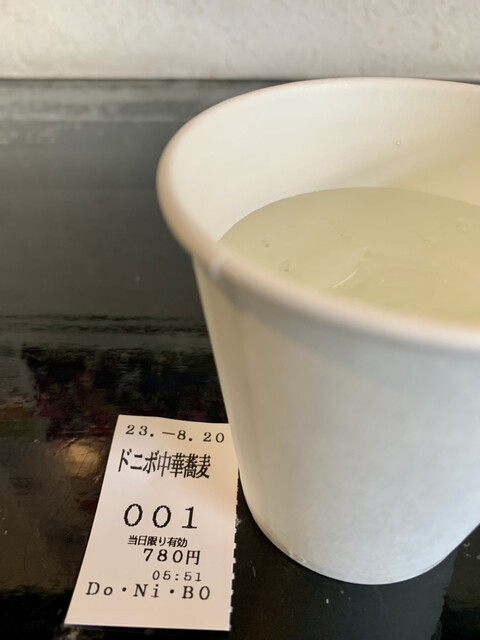 23.-8.20
ドニボ中華蕎麦
001
当日限り有効
780円
05:51
Do・Ni・BO